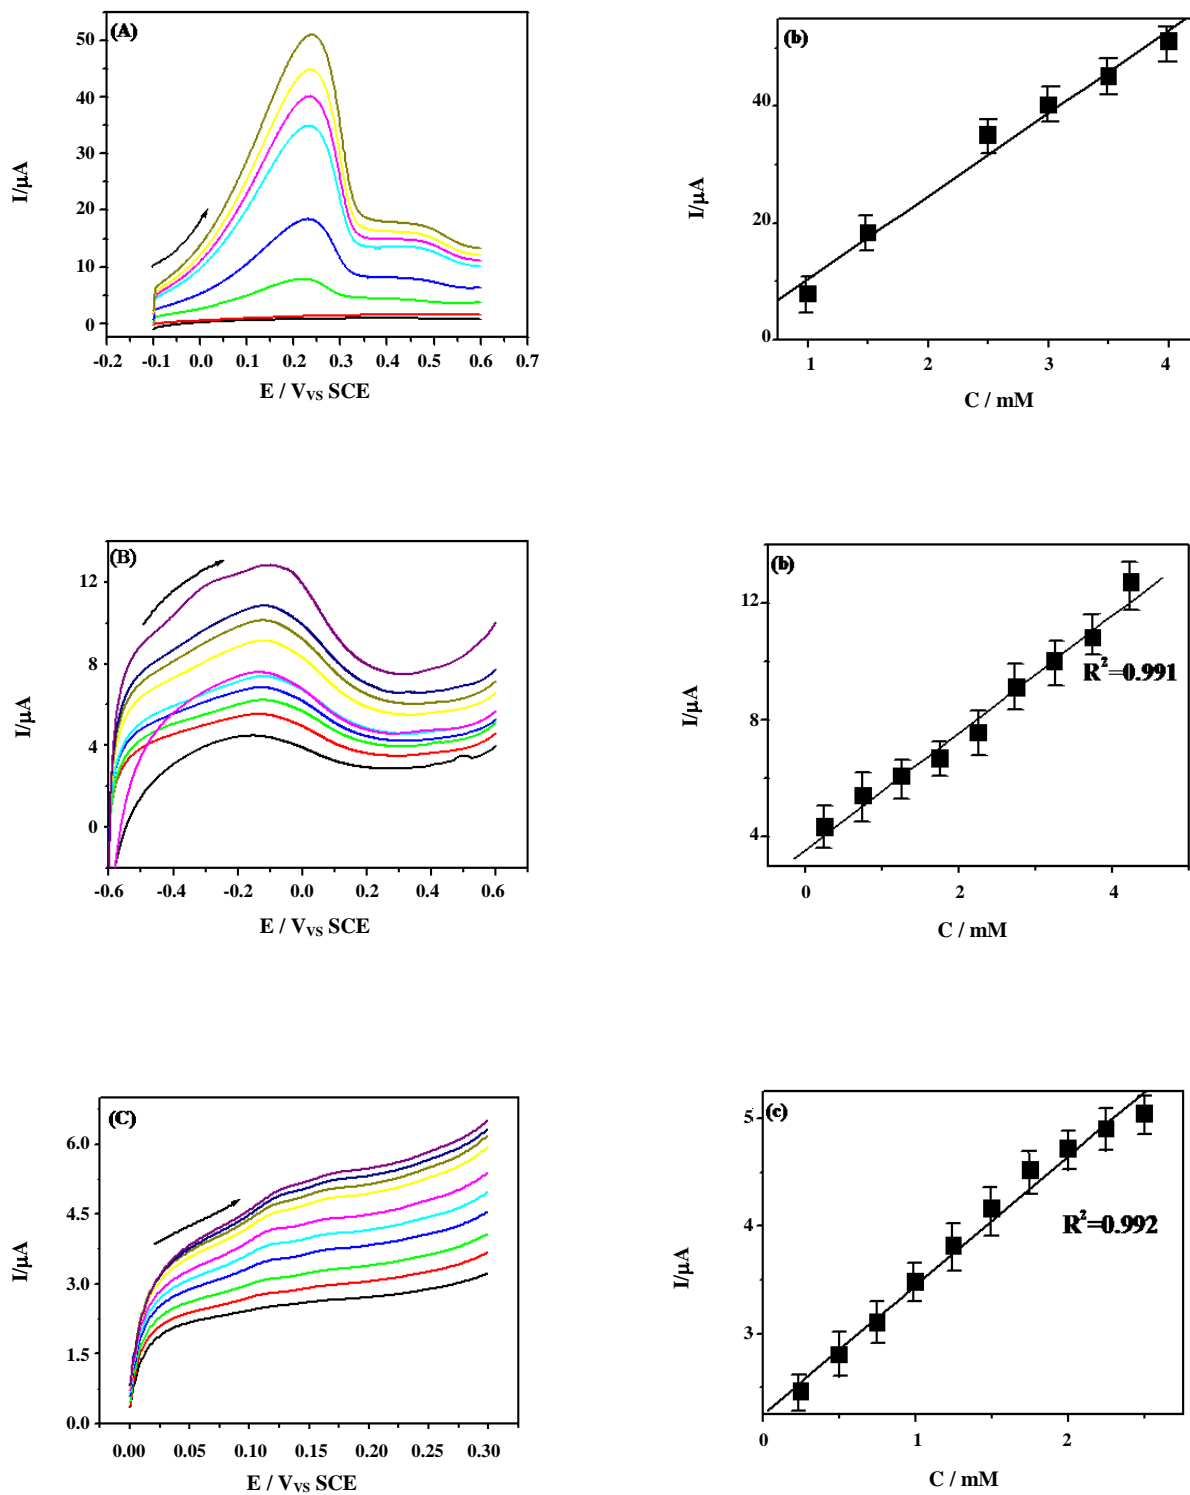 (A)
50
40
30
20
10
0
I/µA
-0.2 -0.1 0.0 0.1 0.2 0.3 0.4 0.5 0.6 0.7
E / VVS SCE
(b)
40
20
0
I/µA
1 2 3 4
C / mM
(B)
12
8
4
0
I/µA
-0.6 -0.4 -0.2 0.0 0.2 0.4 0.6
E / VVS SCE
(b)
12
8
4
I/µA
R²=0.991
0 2 4
C / mM
(C)
6.0
4.5
3.0
1.5
0.0
I/µA
0.00 0.05 0.10 0.15 0.20 0.25 0.30
E / VVS SCE
(c)
5
4
3
I/µA
R²=0.992
0 1 2
C / mM